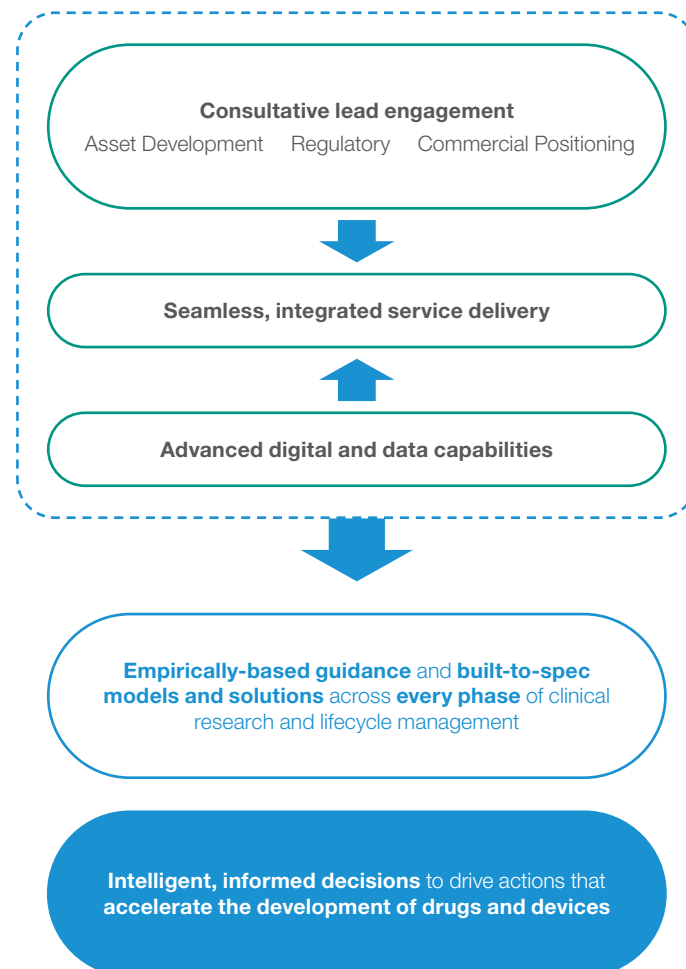 Consultative lead engagement
Asset Development Regulatory Commercial Positioning
Seamless, integrated service delivery
Advanced digital and data capabilities
Empirically-based guidance and built-to-spec
models and solutions across every phase of clinical
research and lifecycle management
Intelligent, informed decisions to drive actions that
accelerate the development of drugs and devices